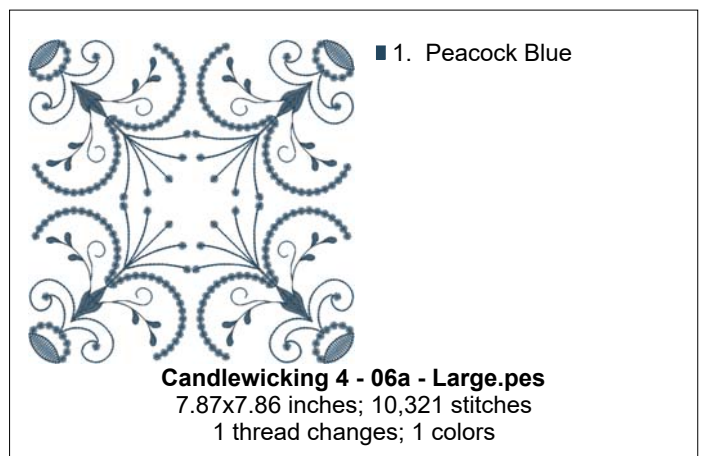 1. Peacock Blue
Candlewicking 4 - 06a - Large.pes
7.87x7.86 inches; 10,321 stitches
1 thread changes; 1 colors